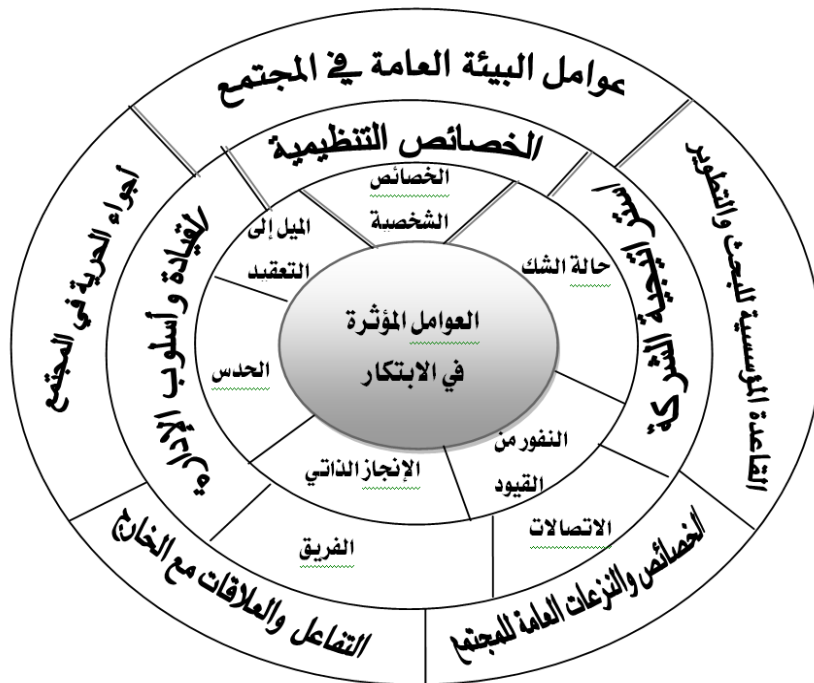 عوامل البيئة العامة في المجتمع
الخصائص التنظيمية
الخصائص
الشخصية
الميل إلى
التعقيد
حالة الشك
أجواء الحرية في المجتمع
القيادة وأسلوب الإدارة
استراتيجية الشركة
القاعدة المؤسسية للبحث والتطوير
العوامل المؤثرة
في الابتكار
الحدس
النفور من
القيود
الإنجاز الذاتي
الاتصالات
الفريق
التفاعل والعلاقات مع الخارج
الخصائص والنزعات العامة للمجتمع